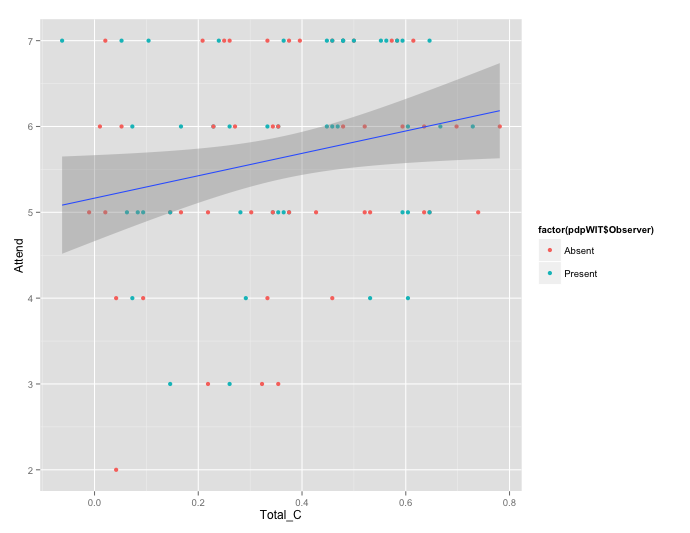 7
6
5
4
3
2
Attend
0.0 0.2 0.4 0.6 0.8
Total_C
factor(pdpWIT$Observer)
Absent
Present